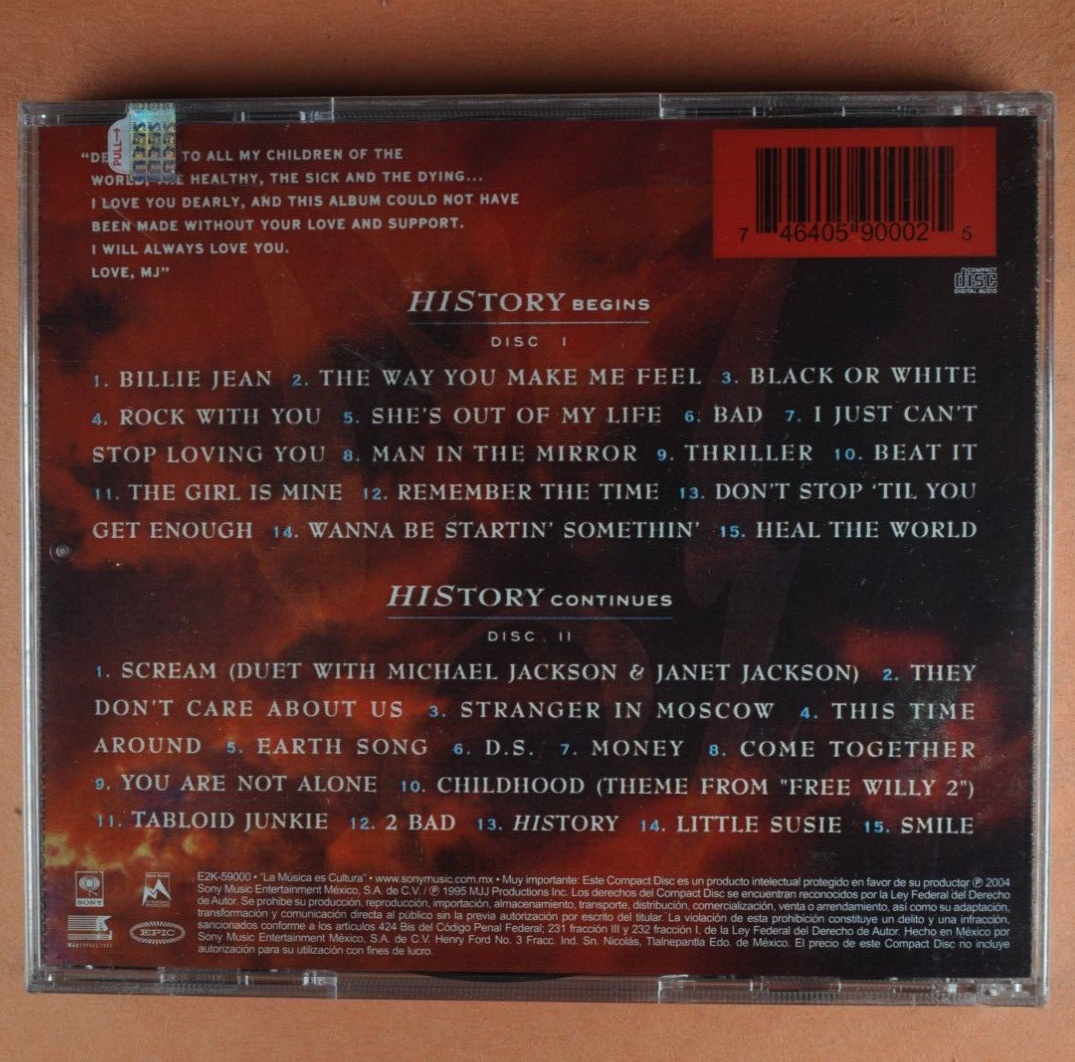 PULL→
TO ALL MY CHILDREN OF THE
WORLD, THE HEALTHY, THE SICK AND THE DYING...
I LOVE YOU DEARLY, AND THIS ALBUM COULD NOT HAVE
BEEN MADE WITHOUT YOUR LOVE AND SUPPORT.
I WILL ALWAYS LOVE YOU.
LOVE, MJ”
7 46405 90002 5
COMPACT
disc
DIGITAL AUDIO
HISTORY BEGINS
DISC I
1. BILLIE JEAN 2. THE WAY YOU MAKE ME FEEL 3. BLACK OR WHITE
4. ROCK WITH YOU 5. SHE'S OUT OF MY LIFE 6. BAD 7. I JUST CAN'T
STOP LOVING YOU 8. MAN IN THE MIRROR 9. THRILLER 10. BEAT IT
11. THE GIRL IS MINE 12. REMEMBER THE TIME 13. DON'T STOP ‘TIL YOU
GET ENOUGH 14. WANNA BE STARTIN' SOMETHIN' 15. HEAL THE WORLD
HISTORY CONTINUES
DISC II
1. SCREAM (DUET WITH MICHAEL JACKSON & JANET JACKSON) 2. THEY
DON'T CARE ABOUT US 3. STRANGER IN MOSCOW 4. THIS TIME
AROUND 5. EARTH SONG 6. D.S. 7. MONEY 8. COME TOGETHER
9. YOU ARE NOT ALONE 10. CHILDHOOD (THEME FROM "FREE WILLY 2")
11. TABLOID JUNKIE 12. 2 BAD 13. HISTORY 14. LITTLE SUSIE 15. SMILE
SONY
EPIC
E2K-59000 • “La Música es Cultura” • www.sonymusic.com.mx • Muy importante: Este Compact Disc es un producto intelectual protegido en favor de su productor ℗ 2004
Sony Music Entertainment México, S.A. de C.V. / ℗ 1995 MJJ Productions Inc. Los derechos del Compact Disc se encuentran reconocidos por la Ley Federal del Derecho
de Autor. Se prohibe su producción, reproducción, importación, almacenamiento, transporte, distribución, comercialización, venta o arrendamiento, así como su adaptación,
transformación y comunicación directa al público sin la previa autorización por escrito del titular. La violación de esta prohibición constituye un delito y una infracción,
sancionados conforme a los artículos 424 Bis del Código Penal Federal; 231 fracción III y 232 fracción I, de la Ley Federal del Derecho de Autor. Hecho en México por
Sony Music Entertainment México, S.A. de C.V. Henry Ford No. 3 Fracc. Ind. Sn. Nicolás, Tlalnepantla Edo. de México. El precio de este Compact Disc no incluye
autorización para su utilización con fines de lucro.